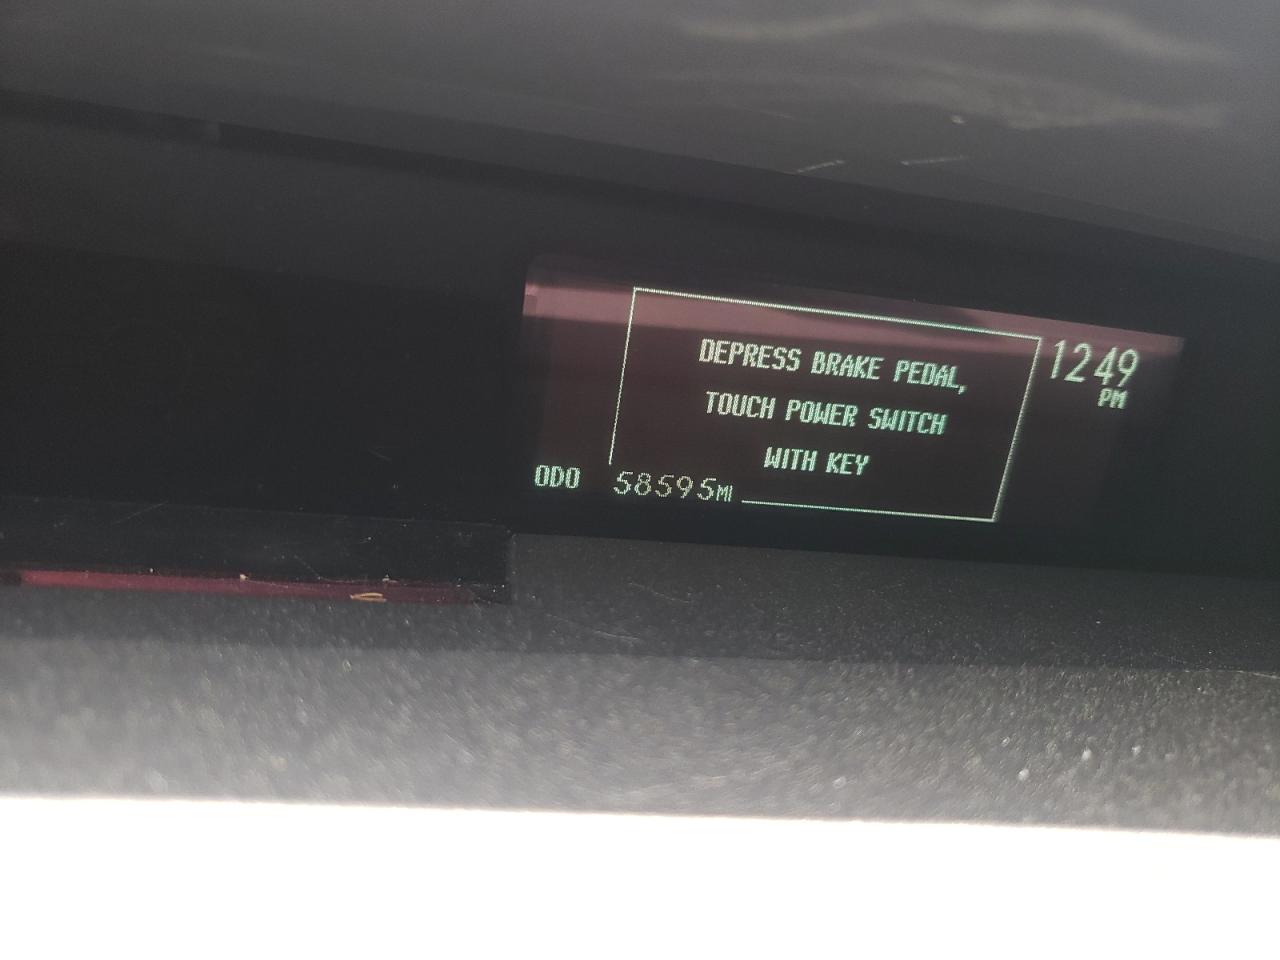 DEPRESS BRAKE PEDAL,
TOUCH POWER SWITCH
WITH KEY
1249
PM
ODO 58595MI